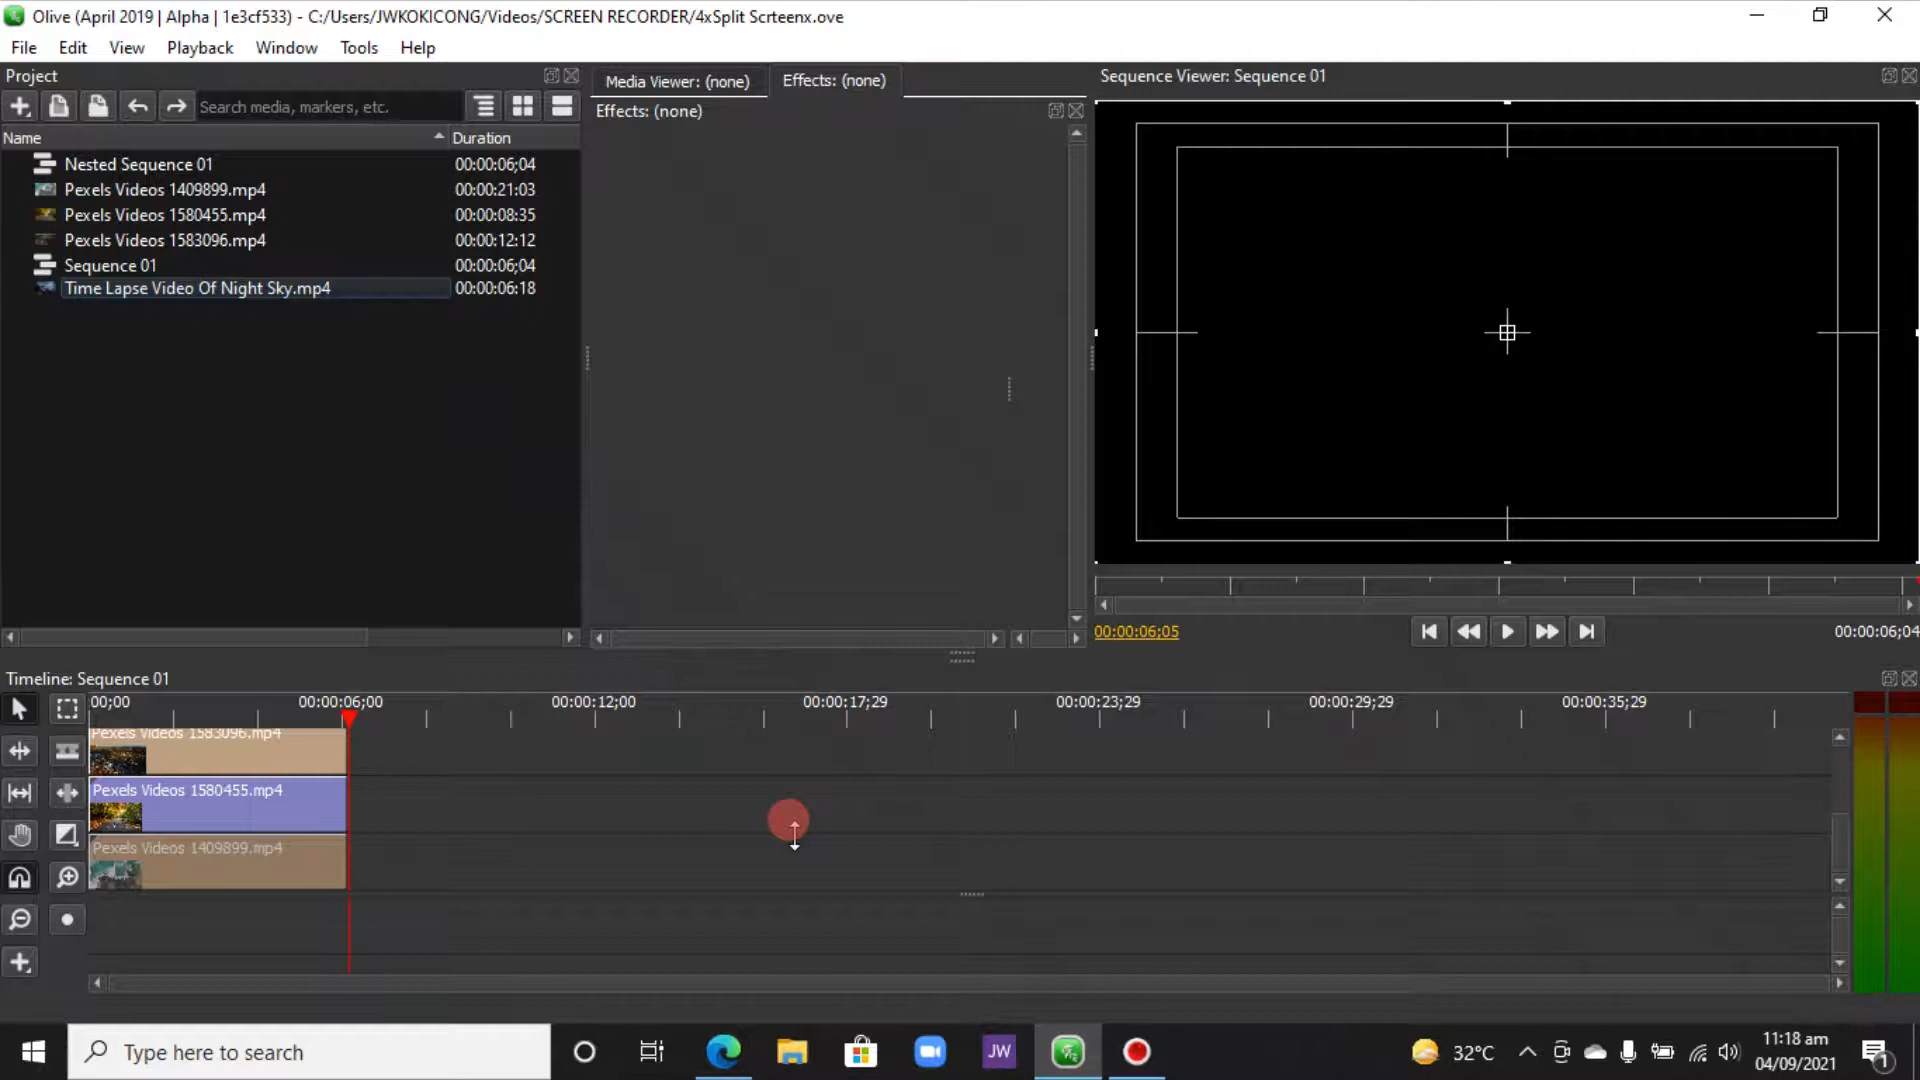 Olive (April 2019 | Alpha | 1e3cf533) - C:/Users/JWKOKICONG/Videos/SCREEN RECORDER/4xSplit Scrteenx.ove
File Edit View Playback Window Tools Help
Project
Search media, markers, etc.
Name Duration
Nested Sequence 01 00:00:06;04
Pexels Videos 1409899.mp4 00:00:21:03
Pexels Videos 1580455.mp4 00:00:08:35
Pexels Videos 1583096.mp4 00:00:12:12
Sequence 01 00:00:06;04
Time Lapse Video Of Night Sky.mp4 00:00:06:18
Media Viewer: (none) Effects: (none)
Effects: (none)
Sequence Viewer: Sequence 01
00:00:06;05
00:00:06;04
Timeline: Sequence 01
00;00 00:00:06;00 00:00:12;00 00:00:17;29 00:00:23;29 00:00:29;29 00:00:35;29
Pexels Videos 1583096.mp4
Pexels Videos 1580455.mp4
Pexels Videos 1409899.mp4
Type here to search
JW
32°C
11:18 am
04/09/2021
1